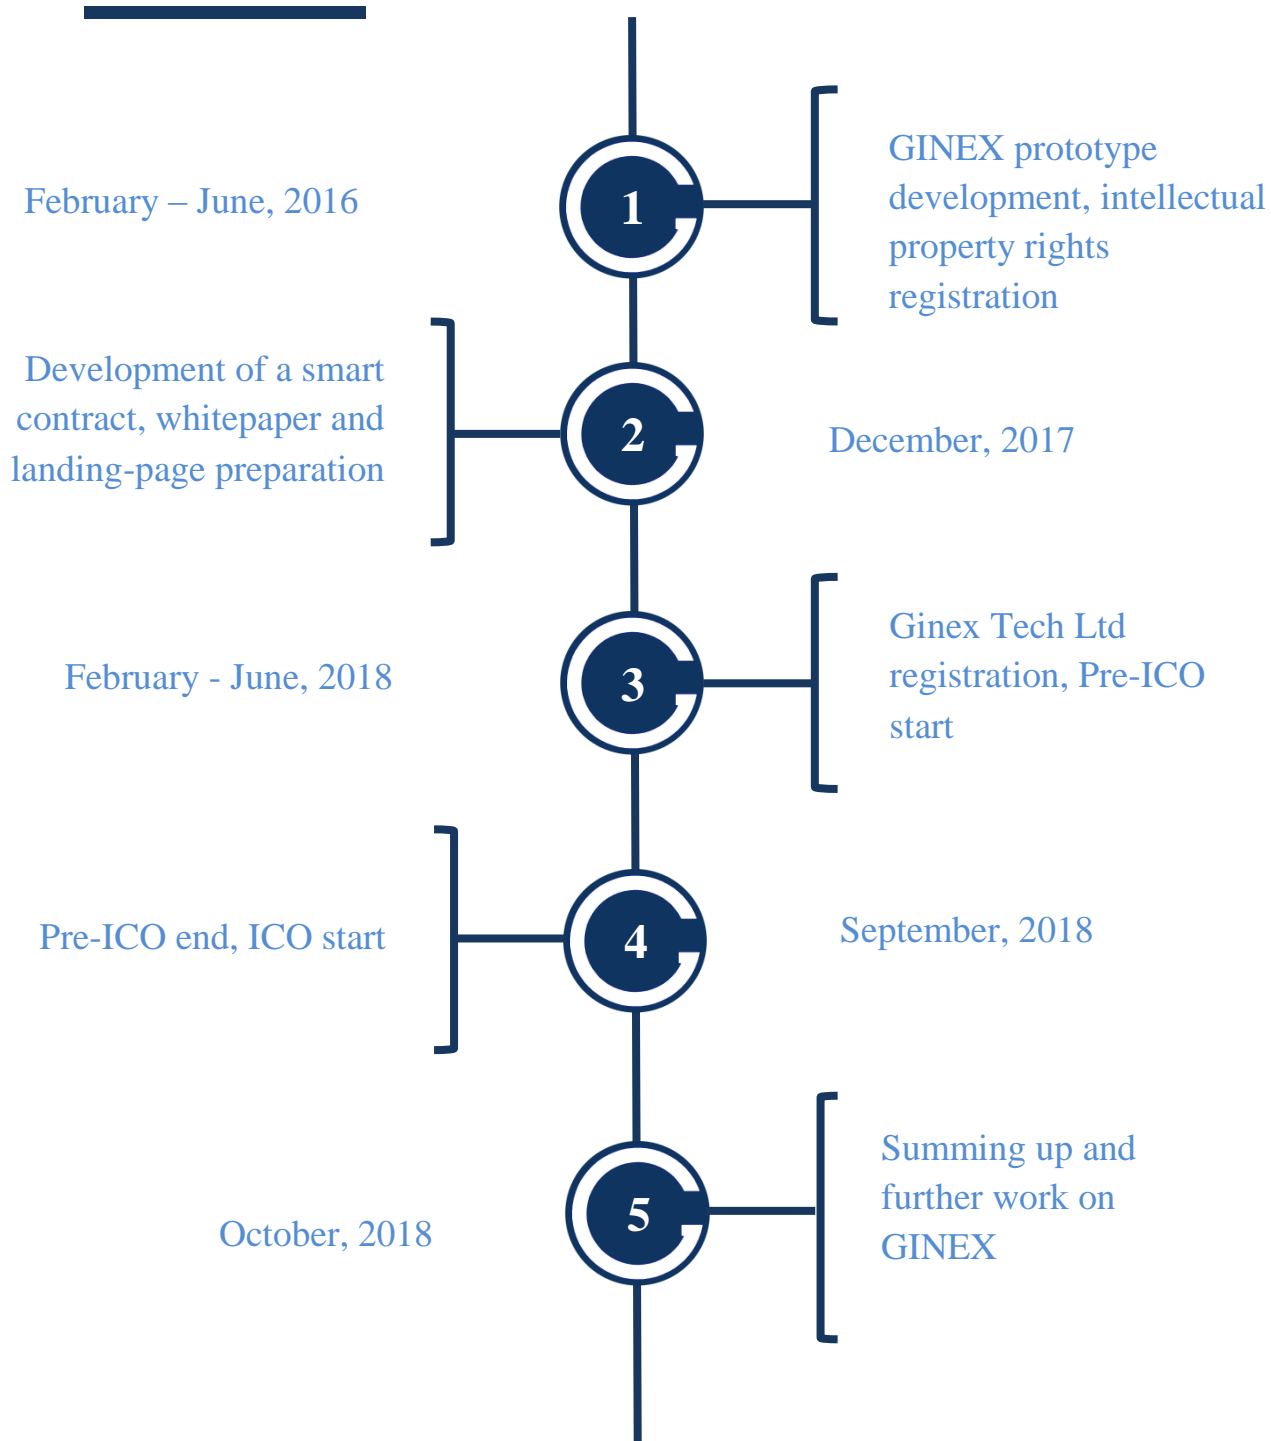 February – June, 2016
1
GINEX prototype
development, intellectual
property rights
registration
Development of a smart
contract, whitepaper and
landing-page preparation
2
December, 2017
February - June, 2018
3
Ginex Tech Ltd
registration, Pre-ICO
start
Pre-ICO end, ICO start
4
September, 2018
October, 2018
5
Summing up and
further work on
GINEX